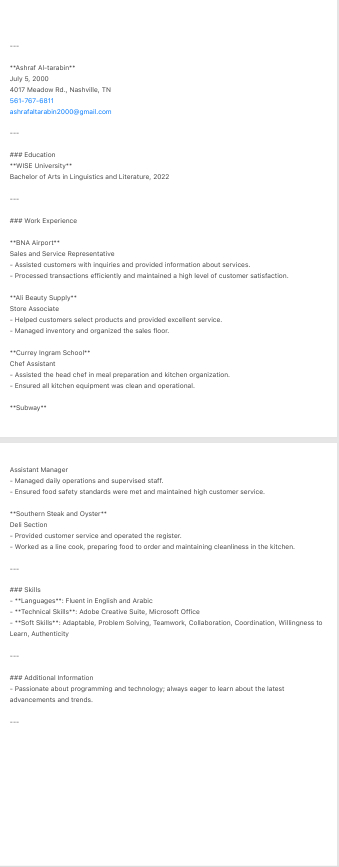 ---
**Ashraf Al-tarabin**
July 5, 2000
4017 Meadow Rd., Nashville, TN
561-767-6811
ashrafaltarabin2000@gmail.com
---
### Education
**WISE University**
Bachelor of Arts in Linguistics and Literature, 2022
---
### Work Experience
**BNA Airport**
Sales and Service Representative
- Assisted customers with inquiries and provided information about services.
- Processed transactions efficiently and maintained a high level of customer satisfaction.
**Ali Beauty Supply**
Store Associate
- Helped customers select products and provided excellent service.
- Managed inventory and organized the sales floor.
**Currey Ingram School**
Chef Assistant
- Assisted the head chef in meal preparation and kitchen organization.
- Ensured all kitchen equipment was clean and operational.
**Subway**
Assistant Manager
- Managed daily operations and supervised staff.
- Ensured food safety standards were met and maintained high customer service.
**Southern Steak and Oyster**
Deli Section
- Provided customer service and operated the register.
- Worked as a line cook, preparing food to order and maintaining cleanliness in the kitchen.
---
### Skills
- **Languages**: Fluent in English and Arabic
- **Technical Skills**: Adobe Creative Suite, Microsoft Office
- **Soft Skills**: Adaptable, Problem Solving, Teamwork, Collaboration, Coordination, Willingness to
Learn, Authenticity
---
### Additional Information
- Passionate about programming and technology; always eager to learn about the latest
advancements and trends.
---